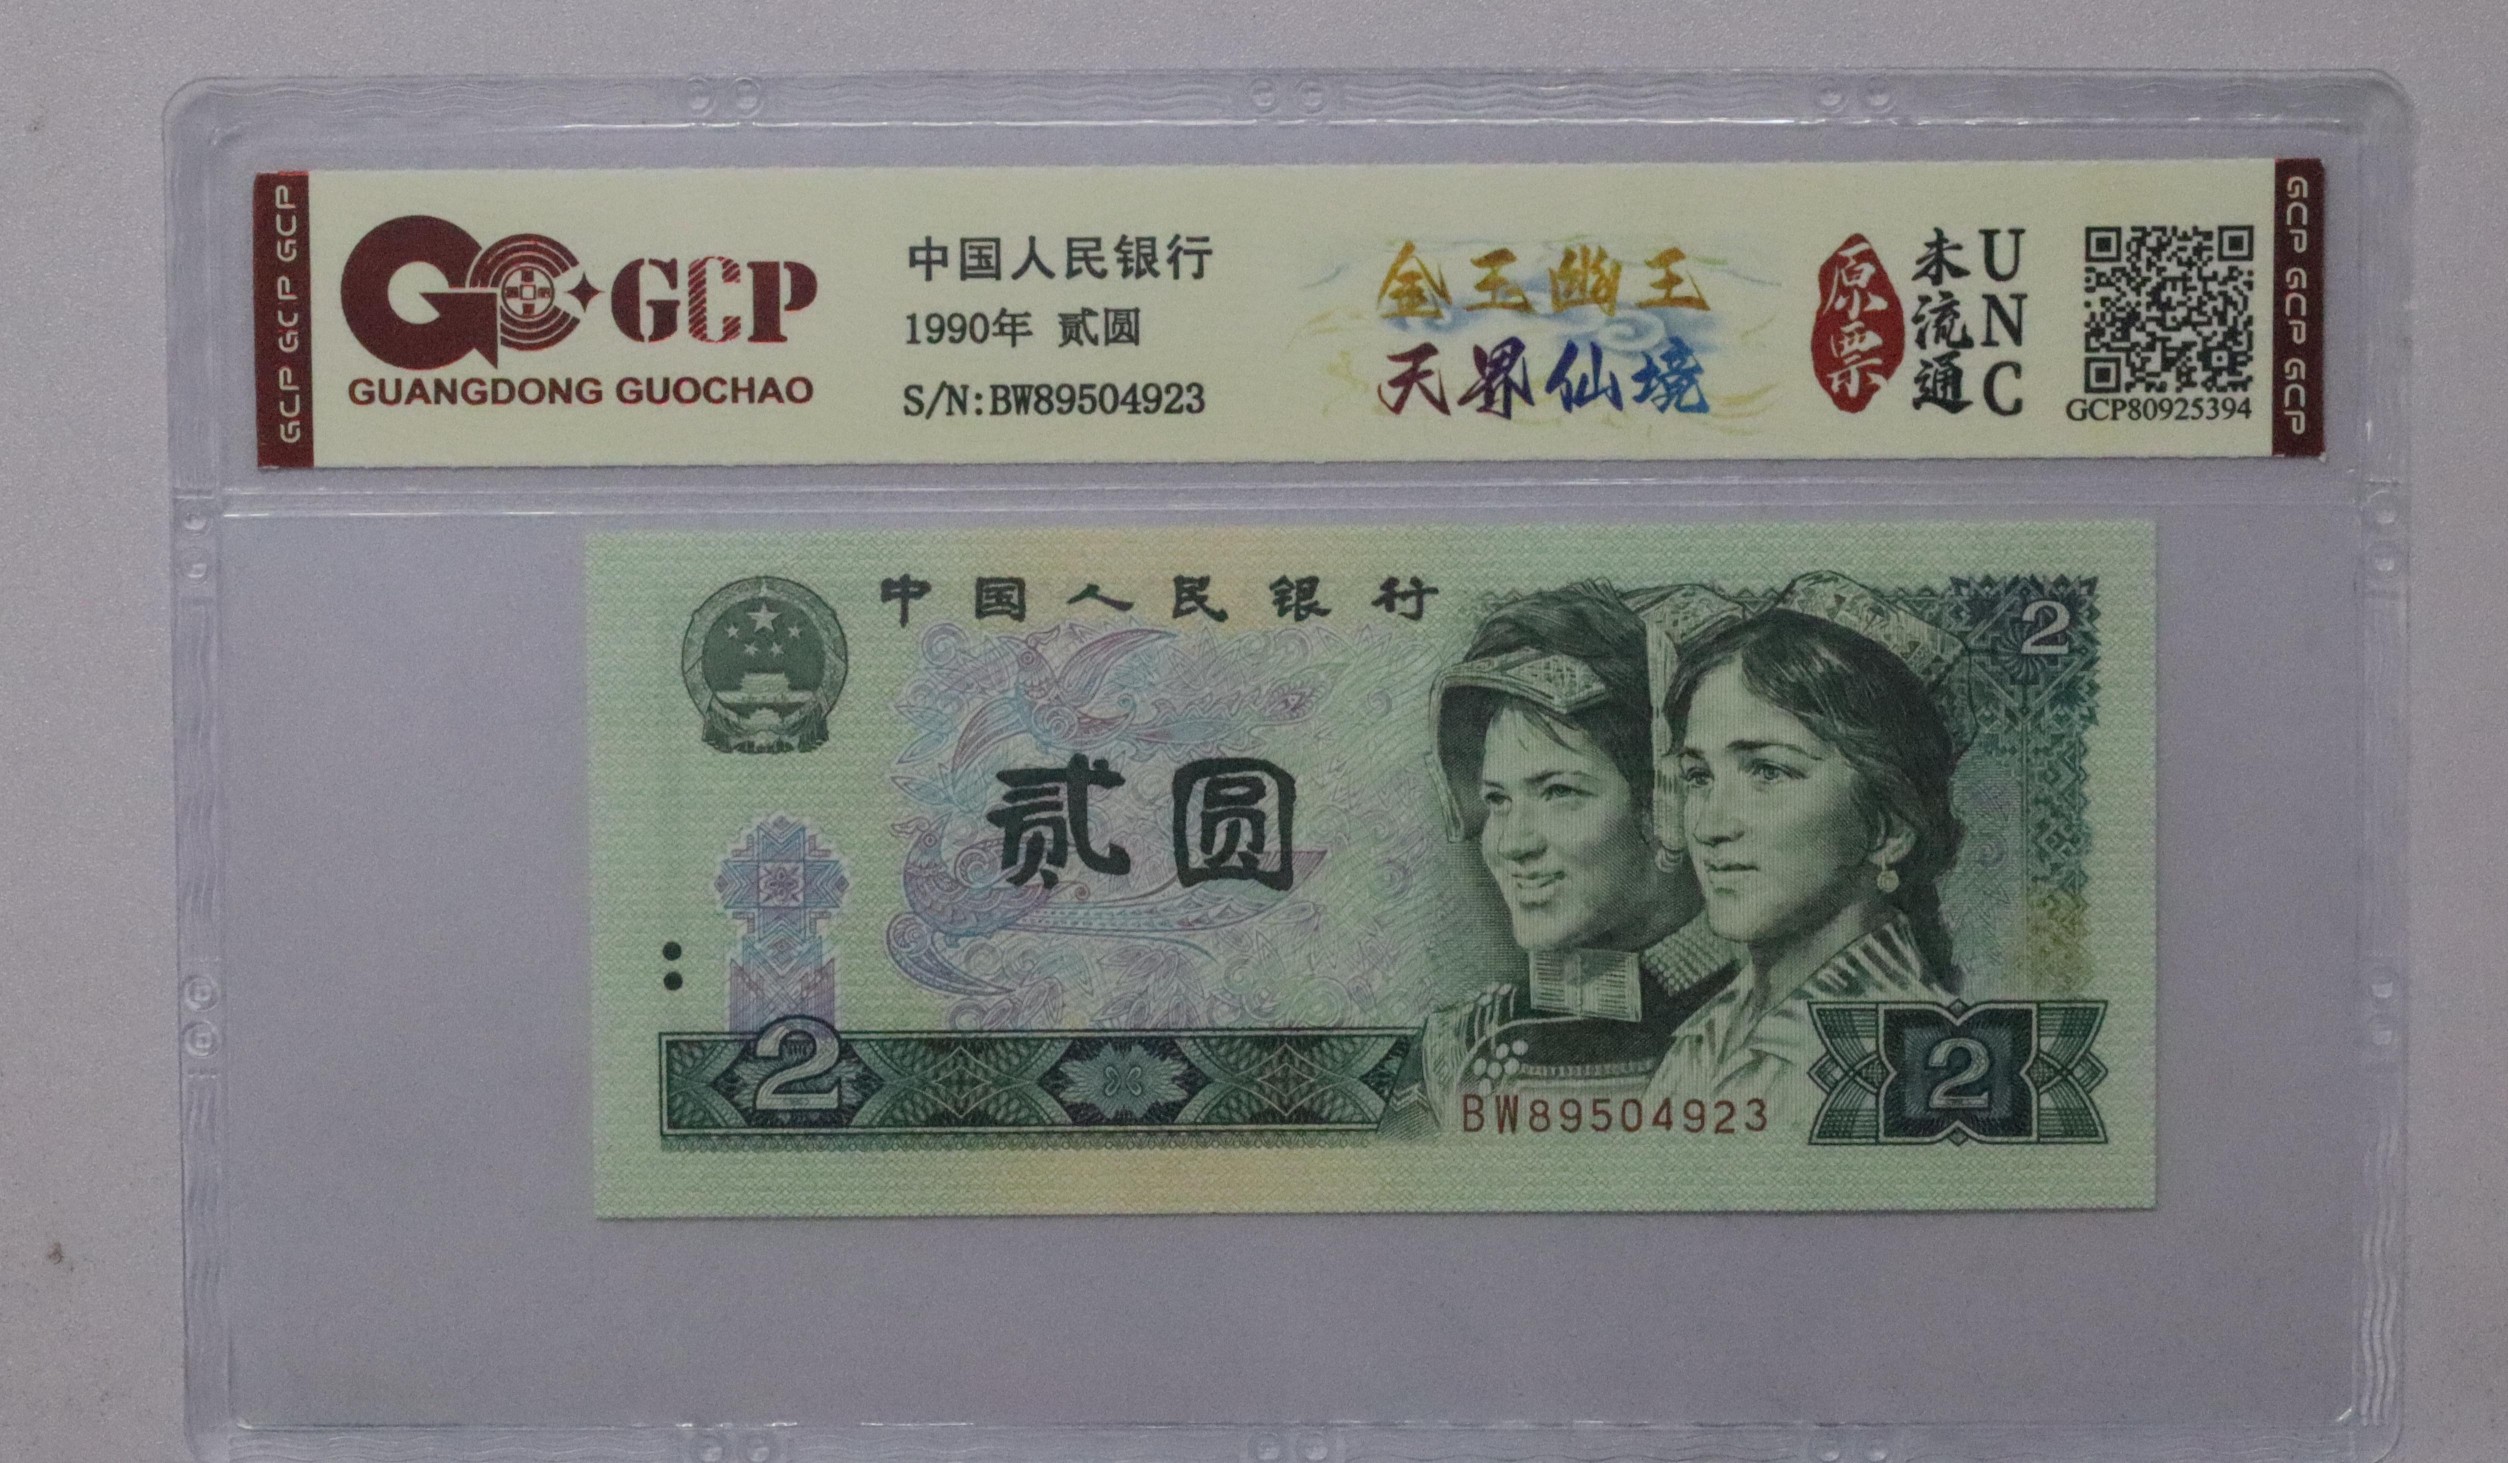 GCP GCP GCP
GCP
GUANGDONG GUOCHAO
中国人民银行
1990年 贰圆
S/N:BW89504923
金玉幽王
天界仙境
原票
未流通
UNC
GCP80925394
GCP GCP GCP
中国人民银行
2
贰圆
2
BW89504923
2